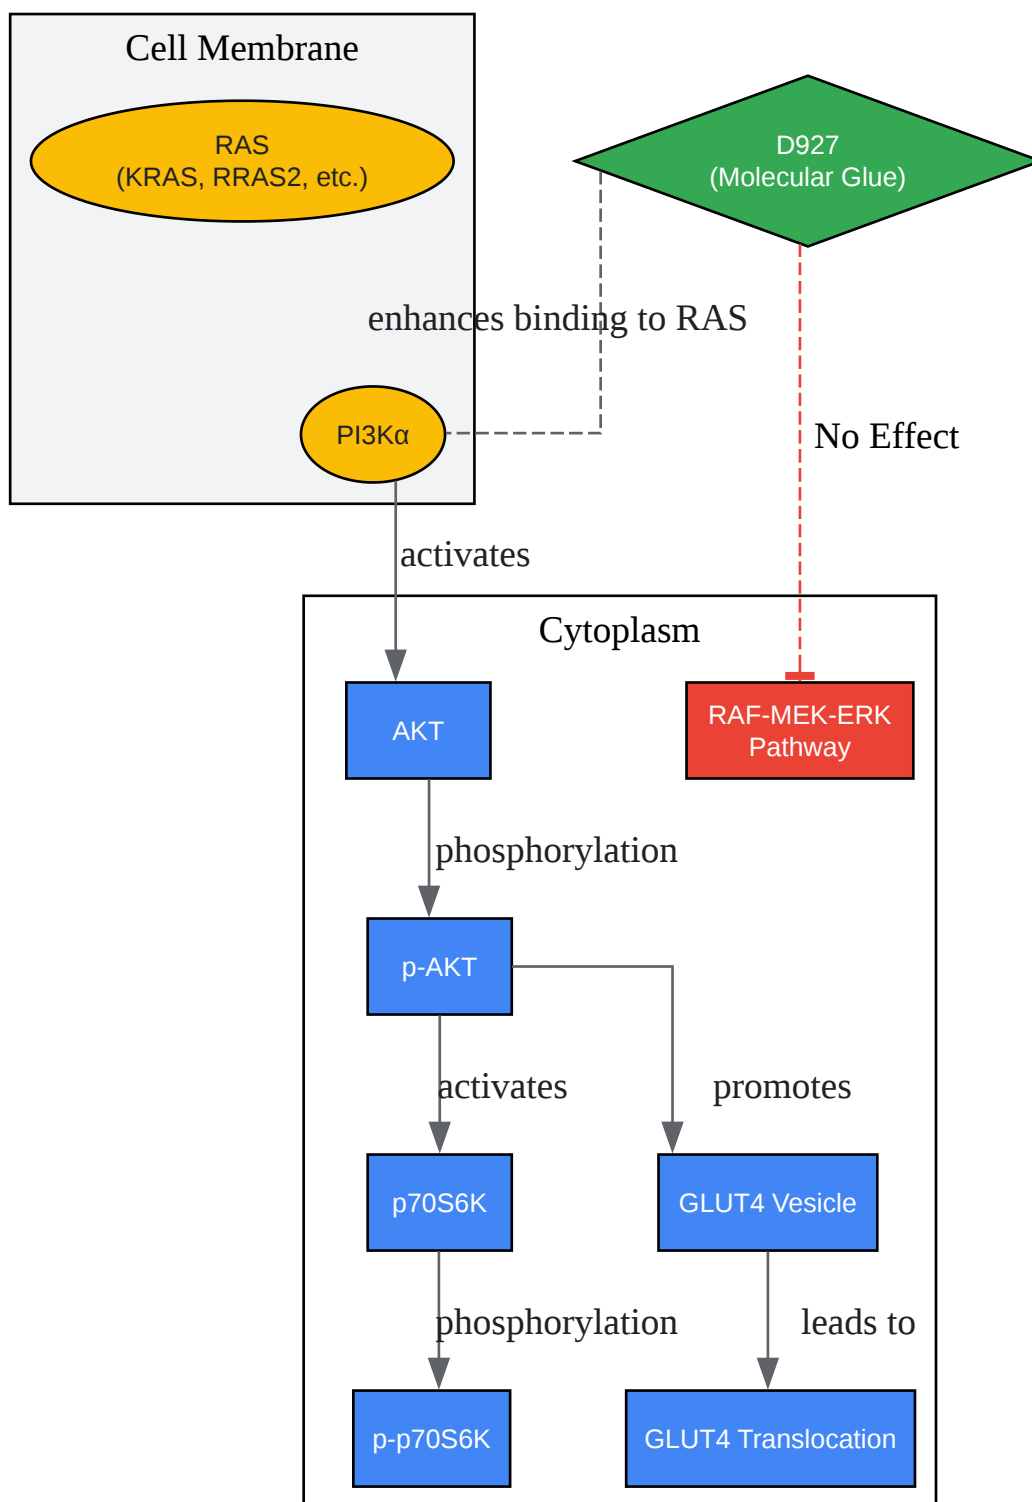 Cell Membrane
RAS
(KRAS, RRAS2, etc.)
D927
(Molecular Glue)
enhances binding to RAS
PI3Kα
No Effect
activates
Cytoplasm
AKT
RAF-MEK-ERK
Pathway
phosphorylation
p-AKT
activates
promotes
p70S6K
GLUT4 Vesicle
phosphorylation
leads to
p-p70S6K
GLUT4 Translocation